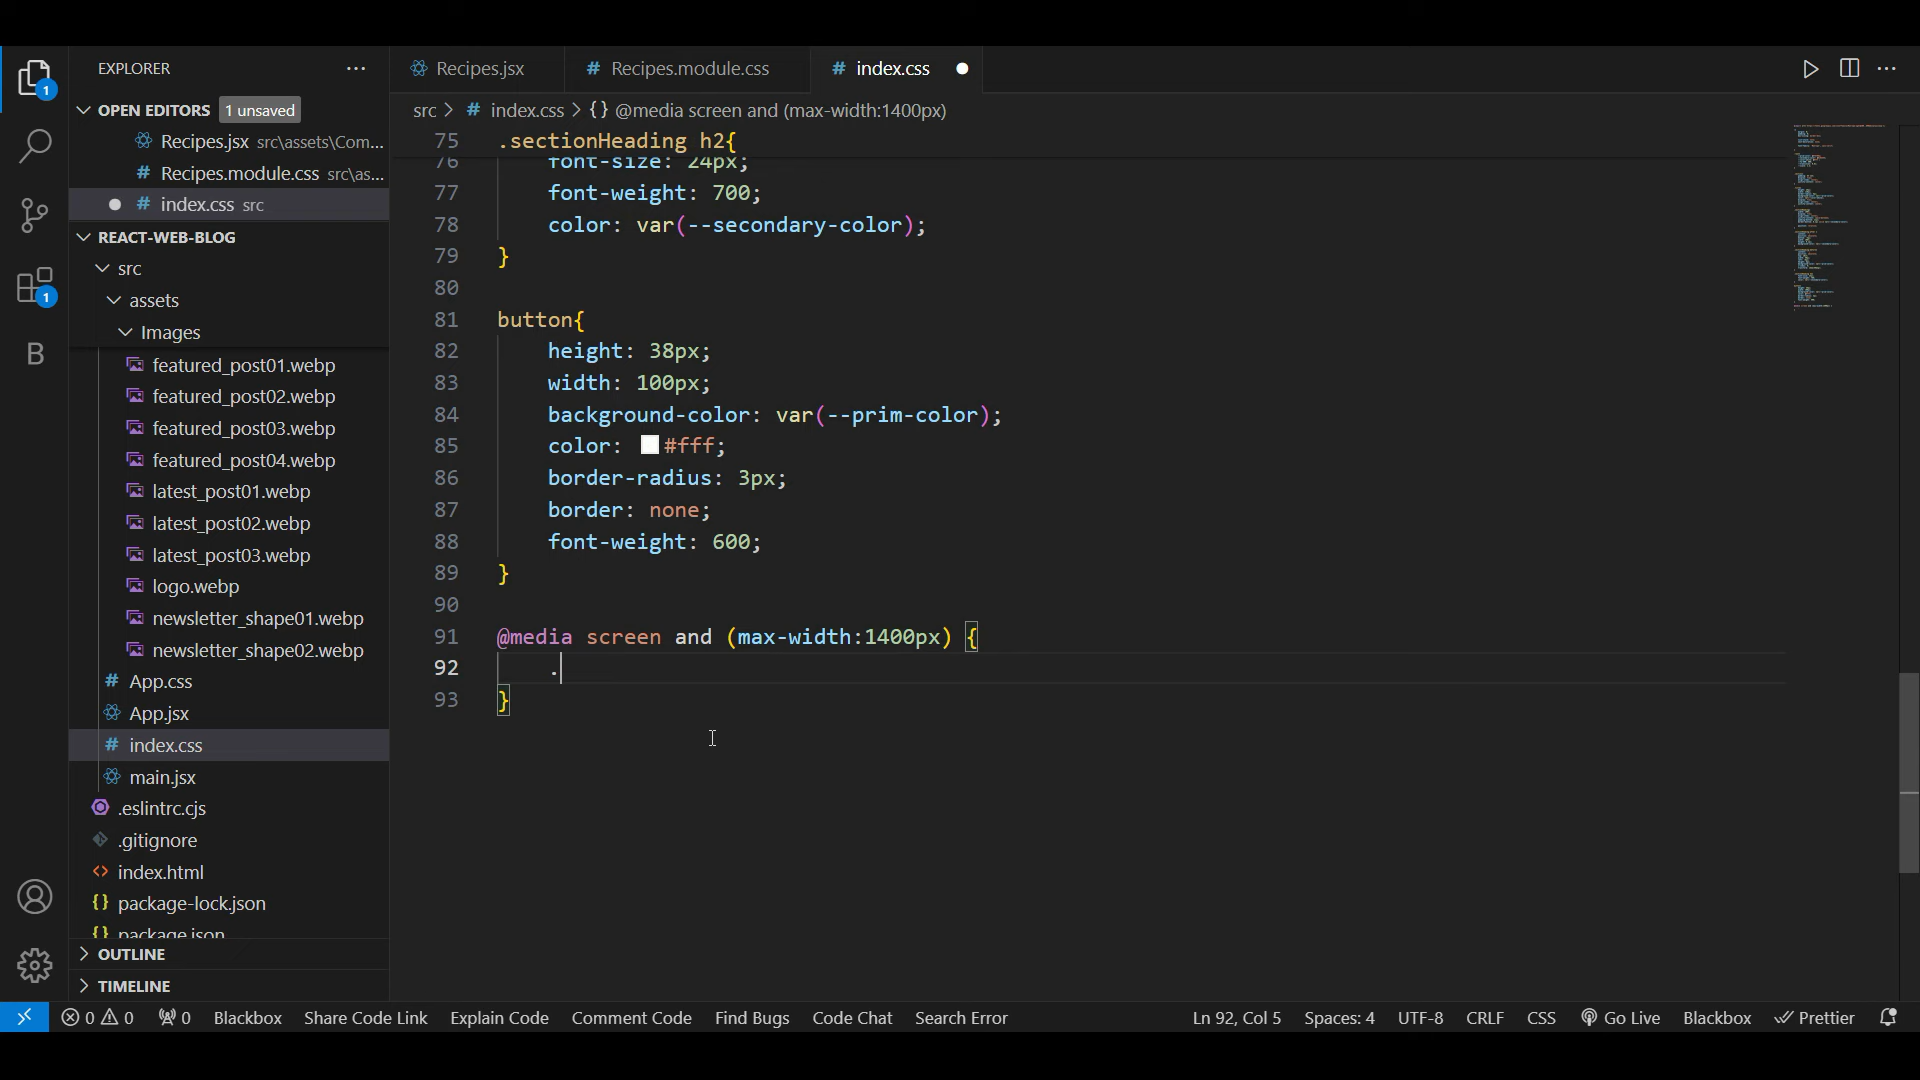 EXPLORER
Recipes.jsx
# Recipes.module.css
# index.css
OPEN EDITORS 1 unsaved
Recipes.jsx src\assets\Com...
# Recipes.module.css src\as...
# index.css src
REACT-WEB-BLOG
src
assets
Images
featured_post01.webp
featured_post02.webp
featured_post03.webp
featured_post04.webp
latest_post01.webp
latest_post02.webp
latest_post03.webp
logo.webp
newsletter_shape01.webp
newsletter_shape02.webp
# App.css
App.jsx
# index.css
main.jsx
.eslintrc.cjs
.gitignore
<> index.html
{} package-lock.json
{} package.json
OUTLINE
TIMELINE
B
1
1
src > # index.css > {} @media screen and (max-width:1400px)
75 .sectionHeading h2{
76 font-size: 24px;
77 font-weight: 700;
78 color: var(--secondary-color);
79 }
80
81 button{
82 height: 38px;
83 width: 100px;
84 background-color: var(--prim-color);
85 color: #fff;
86 border-radius: 3px;
87 border: none;
88 font-weight: 600;
89 }
90
91 @media screen and (max-width:1400px) {
92 .
93 }
0 0 0 Blackbox Share Code Link Explain Code Comment Code Find Bugs Code Chat Search Error Ln 92, Col 5 Spaces: 4 UTF-8 CRLF CSS Go Live Blackbox Prettier